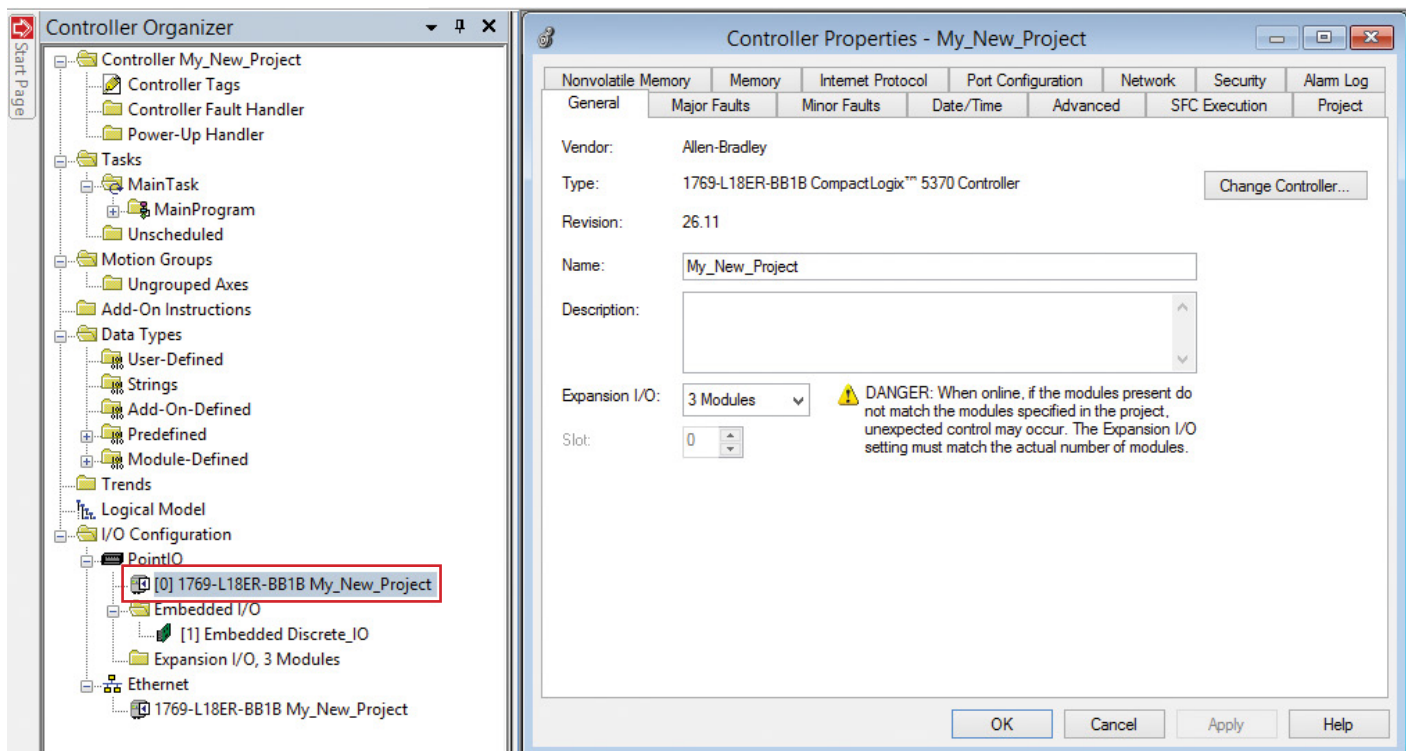 Start Page
Controller Organizer
Controller My_New_Project
Controller Tags
Controller Fault Handler
Power-Up Handler
Tasks
MainTask
MainProgram
Unscheduled
Motion Groups
Ungrouped Axes
Add-On Instructions
Data Types
User-Defined
Strings
Add-On-Defined
Predefined
Module-Defined
Trends
Logical Model
I/O Configuration
PointIO
[0] 1769-L18ER-BB1B My_New_Project
Embedded I/O
[1] Embedded Discrete_IO
Expansion I/O, 3 Modules
Ethernet
1769-L18ER-BB1B My_New_Project
Controller Properties - My_New_Project
Nonvolatile Memory Memory Internet Protocol Port Configuration Network Security Alarm Log
General Major Faults Minor Faults Date/Time Advanced SFC Execution Project
Vendor: Allen-Bradley
Type: 1769-L18ER-BB1B CompactLogix™ 5370 Controller Change Controller...
Revision: 26.11
Name: My_New_Project
Description:
Expansion I/O: 3 Modules
DANGER: When online, if the modules present do
not match the modules specified in the project,
unexpected control may occur. The Expansion I/O
setting must match the actual number of modules.
Slot: 0
OK Cancel Apply Help